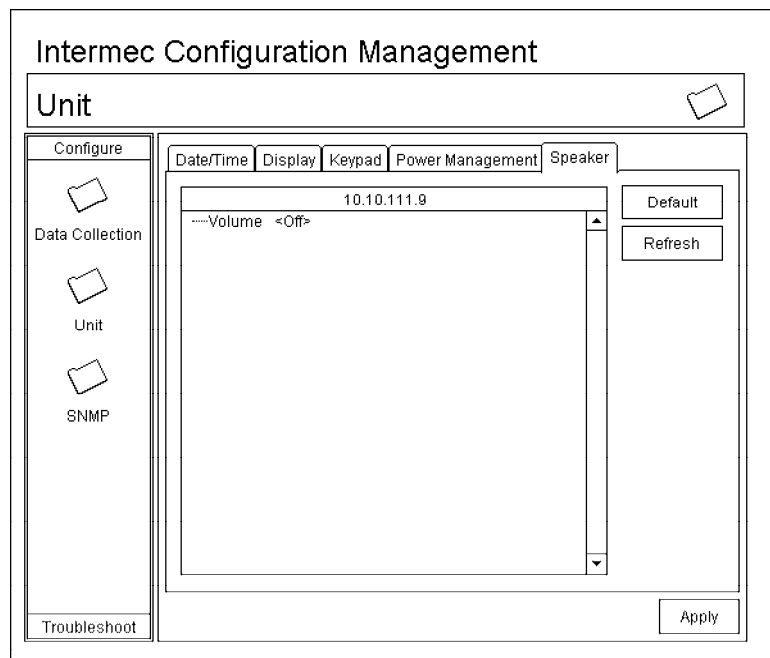 Intermec Configuration Management
Unit
Configure
Data Collection
Unit
SNMP
Troubleshoot
Date/Time Display Keypad Power Management Speaker
10.10.111.9
Volume <Off>
Default
Refresh
Apply